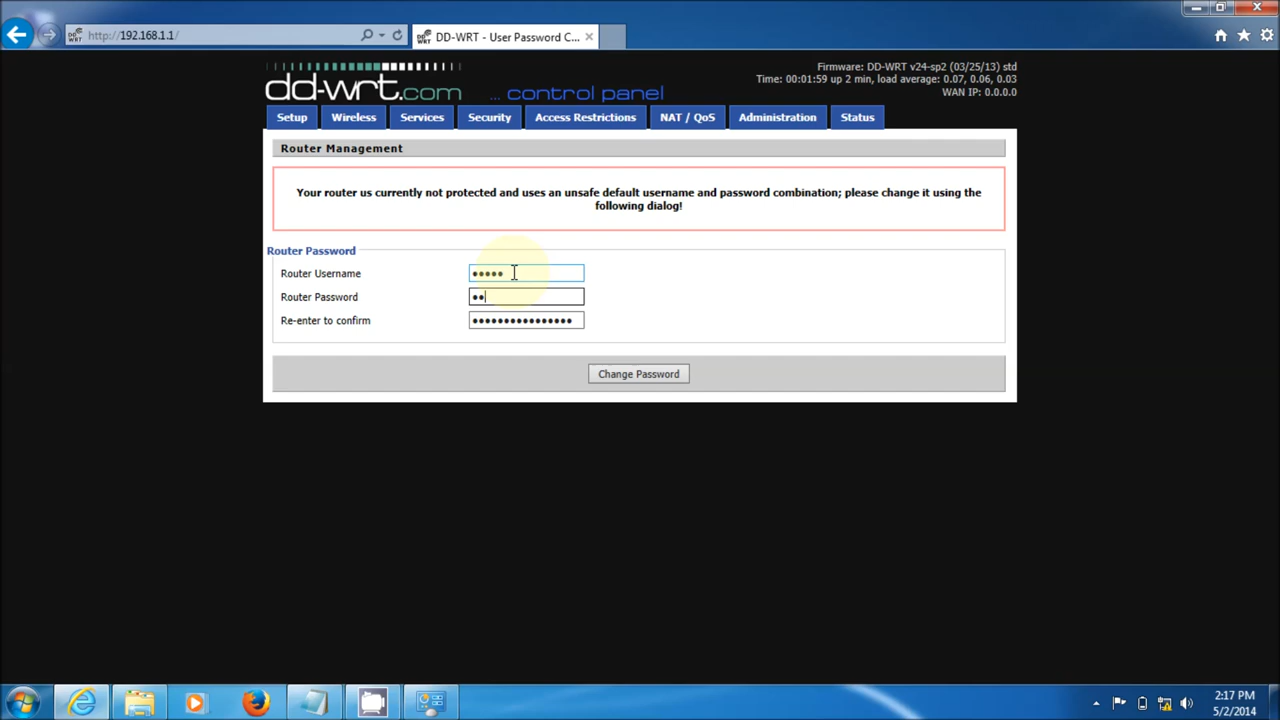 http://192.168.1.1/
DD-WRT - User Password C...
Firmware: DD-WRT v24-sp2 (03/25/13) std
Time: 00:01:59 up 2 min, load average: 0.07, 0.06, 0.03
WAN IP: 0.0.0.0
dd-wrt.com ... control panel
Setup Wireless Services Security Access Restrictions NAT / QoS Administration Status
Router Management
Your router us currently not protected and uses an unsafe default username and password combination; please change it using the
following dialog!
Router Password
Router Username ●●●●●
Router Password ●●
Re-enter to confirm ●●●●●●●●●●●●●●●●
Change Password
2:17 PM
5/2/2014